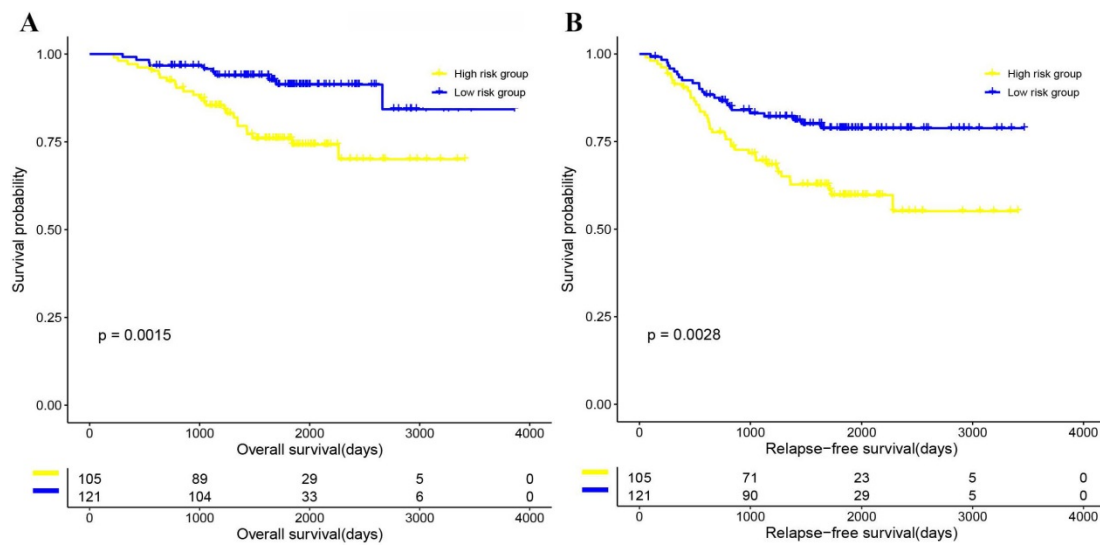 A
1.00
0.75
0.50
0.25
0.00
Survival probability
High risk group
Low risk group
p = 0.0015
0 1000 2000 3000 4000
Overall survival(days)
105 89 29 5 0
121 104 33 6 0
0 1000 2000 3000 4000
Overall survival(days)
B
1.00
0.75
0.50
0.25
0.00
Survival probability
High risk group
Low risk group
p = 0.0028
0 1000 2000 3000 4000
Relapse−free survival(days)
105 71 23 5 0
121 90 29 5 0
0 1000 2000 3000 4000
Relapse−free survival(days)